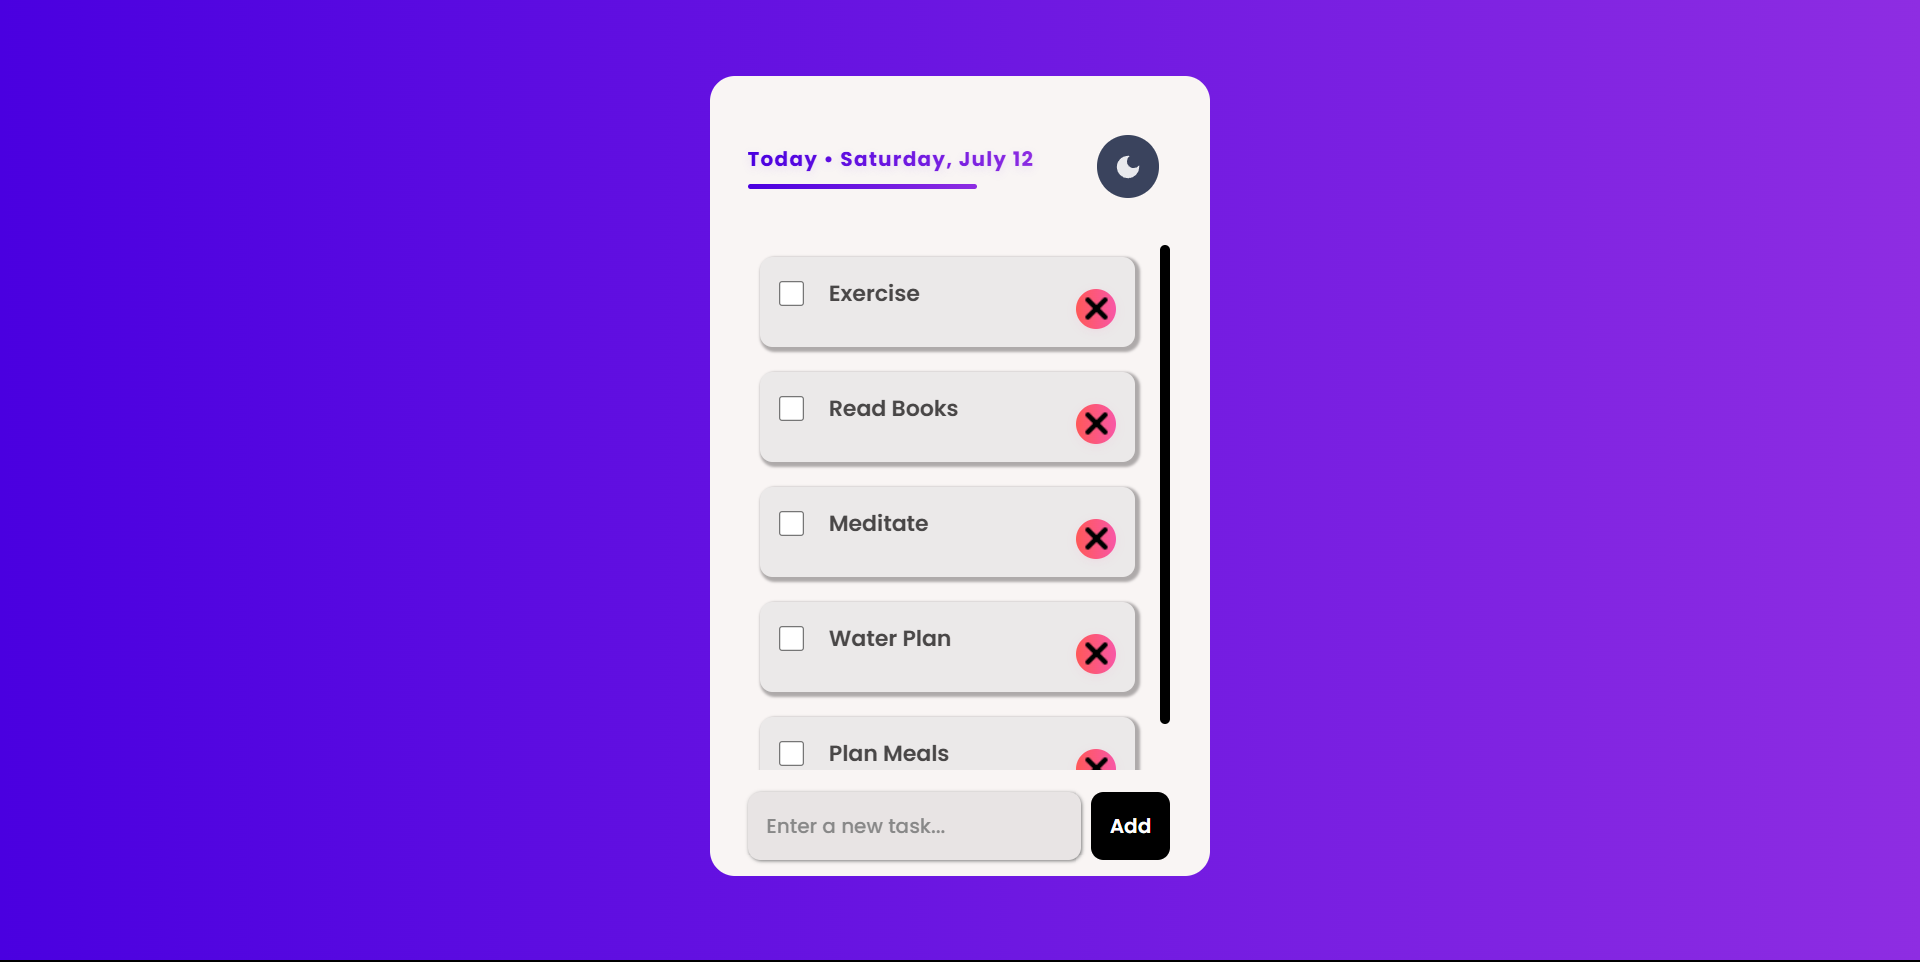 Today • Saturday, July 12
Exercise
Read Books
Meditate
Water Plan
Plan Meals
Enter a new task...
Add